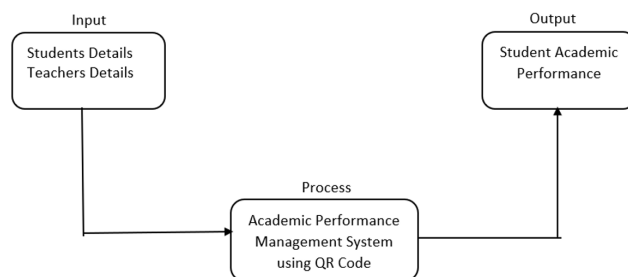 Input
Students Details
Teachers Details
Output
Student Academic
Performance
Process
Academic Performance
Management System
using QR Code